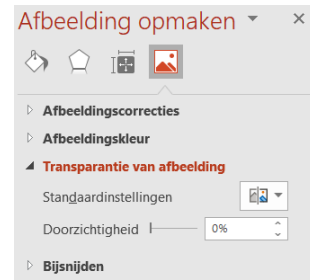 Afbeelding opmaken
Afbeeldingscorrecties
Afbeeldingskleur
Transparantie van afbeelding
Standaardinstellingen
Doorzichtigheid 0%
Bijsnijden